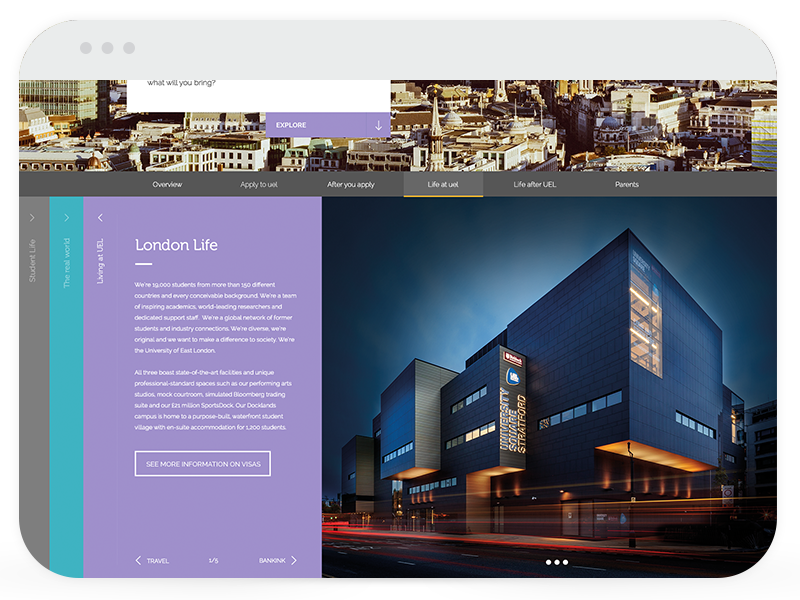 what will you bring?
EXPLORE
Overview
Apply to uel
After you apply
Life at uel
Life after UEL
Parents
Student Life
The real world
Living at UEL
London Life
We're 19,000 students from more than 150 different
countries and every conceivable background. We're a team
of inspiring academics, world-leading researchers and
dedicated support staff. We're a global network of former
students and industry connections. We're diverse, we're
original and we want to make a difference to society. We're
the University of East London.
All three boast state-of-the-art facilities and unique
professional-standard spaces such as our performing arts
studios, mock courtroom, simulated Bloomberg trading
suite and our £21 million SportsDock. Our Docklands
campus is home to a purpose-built, waterfront student
village with en-suite accommodation for 1,200 students.
SEE MORE INFORMATION ON VISAS
TRAVEL
1/5
BANKINK
UNIVERSITY
SQUARE
STRATFORD